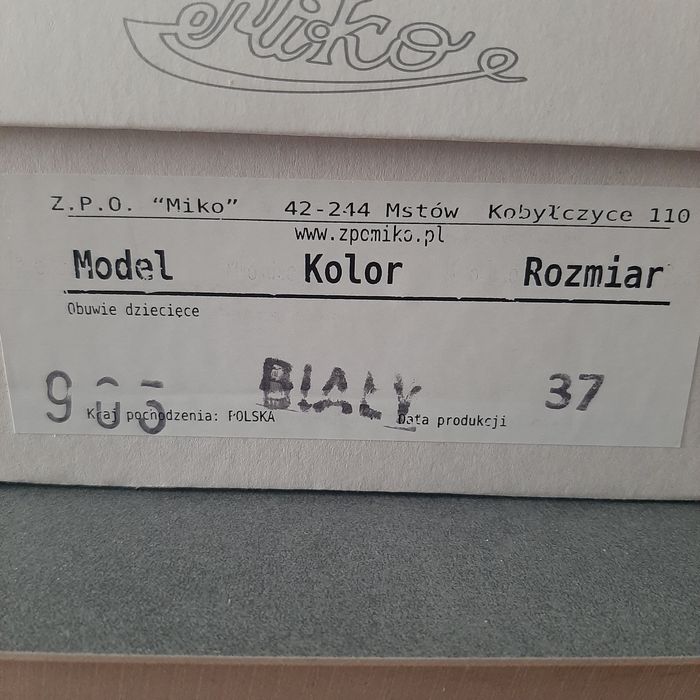 Miko
Z.P.O. “Miko” 42-244 Mstów Kobyłczyce 110
www.zpomiko.pl
Model Kolor Rozmiar
Obuwie dziecięce
BIAŁY 37
Kraj pochodzenia: POLSKA Data produkcji